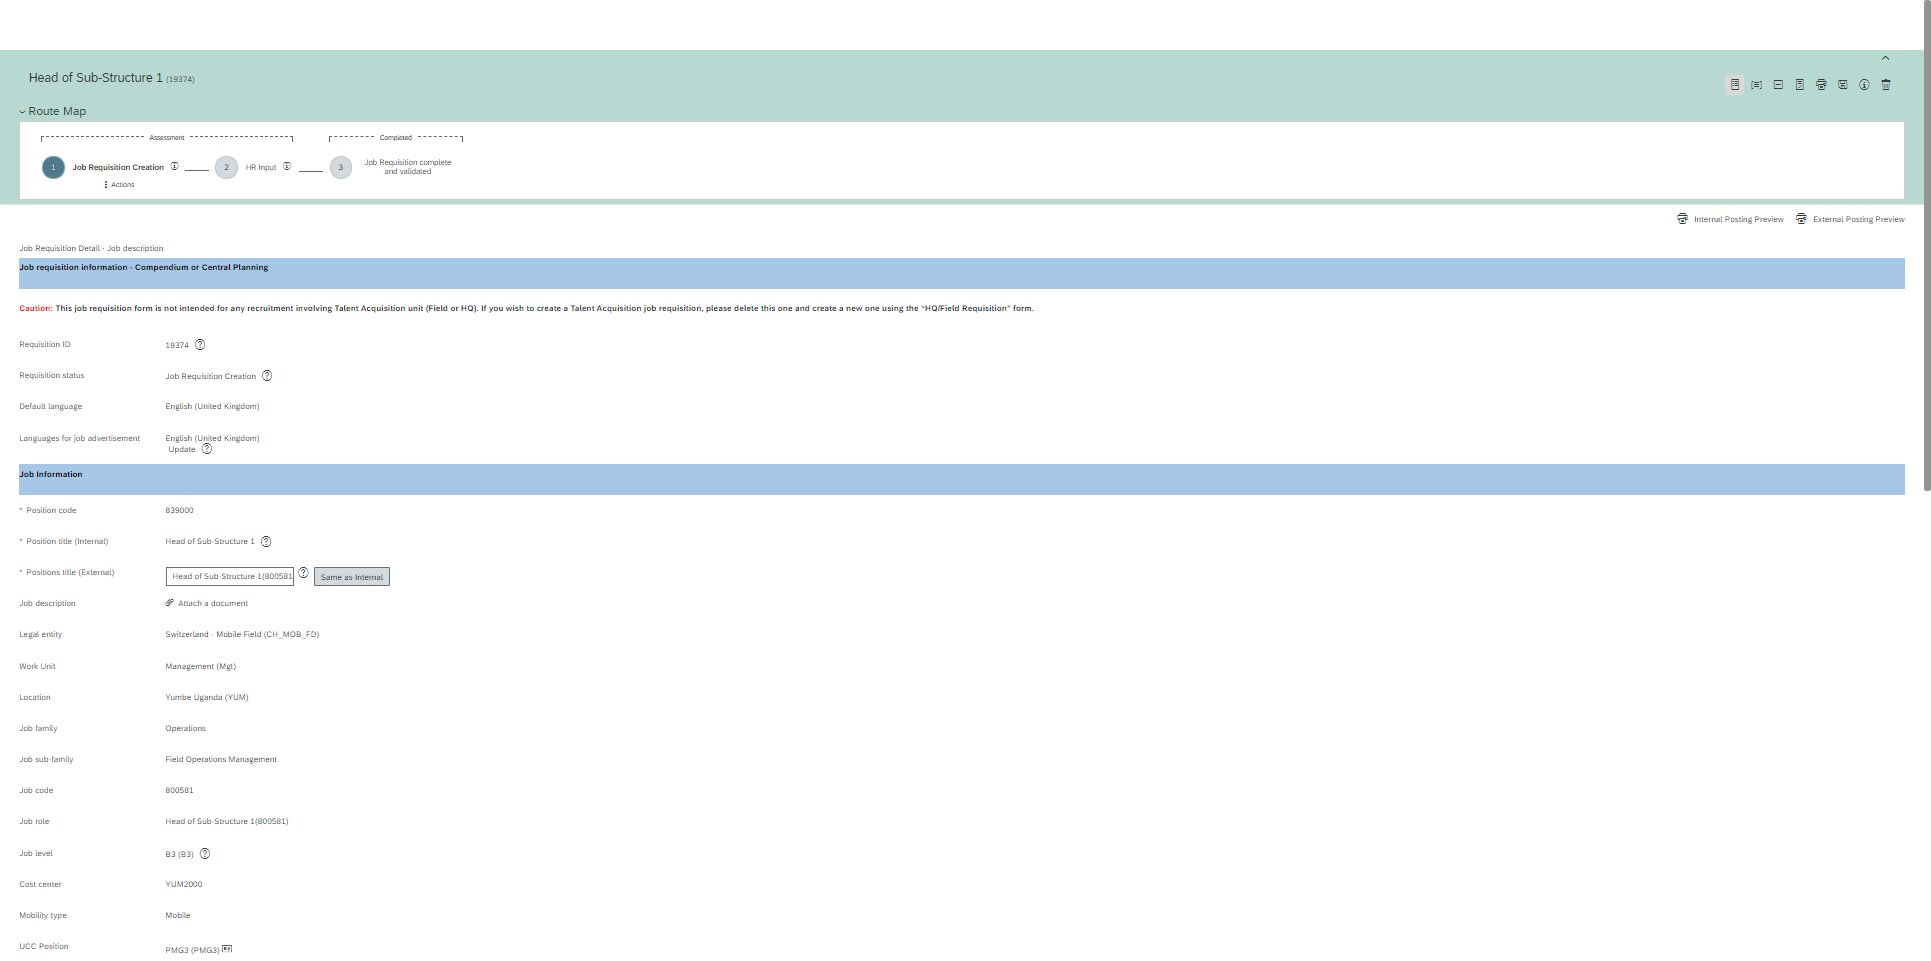 Head of Sub-Structure 1 (19374)
Route Map
Assessment
Completed
1 Job Requisition Creation
2 HR Input
3 Job Requisition complete
and validated
Actions
Internal Posting Preview
External Posting Preview
Job Requisition Detail - Job description
Job requisition information - Compendium or Central Planning
Caution: This job requisition form is not intended for any recruitment involving Talent Acquisition unit (Field or HQ). If you wish to create a Talent Acquisition job requisition, please delete this one and create a new one using the "HQ/Field Requisition" form.
Requisition ID 19374
Requisition status Job Requisition Creation
Default language English (United Kingdom)
Languages for job advertisement English (United Kingdom)
Update
Job Information
* Position code 839000
* Position title (Internal) Head of Sub-Structure 1
* Positions title (External) Head of Sub-Structure 1(800581 Same as Internal
Job description Attach a document
Legal entity Switzerland - Mobile Field (CH_MOB_FD)
Work Unit Management (Mgt)
Location Yumbe Uganda (YUM)
Job family Operations
Job sub-family Field Operations Management
Job code 800581
Job role Head of Sub-Structure 1(800581)
Job level B3 (B3)
Cost center YUM2000
Mobility type Mobile
UCC Position PMG3 (PMG3)